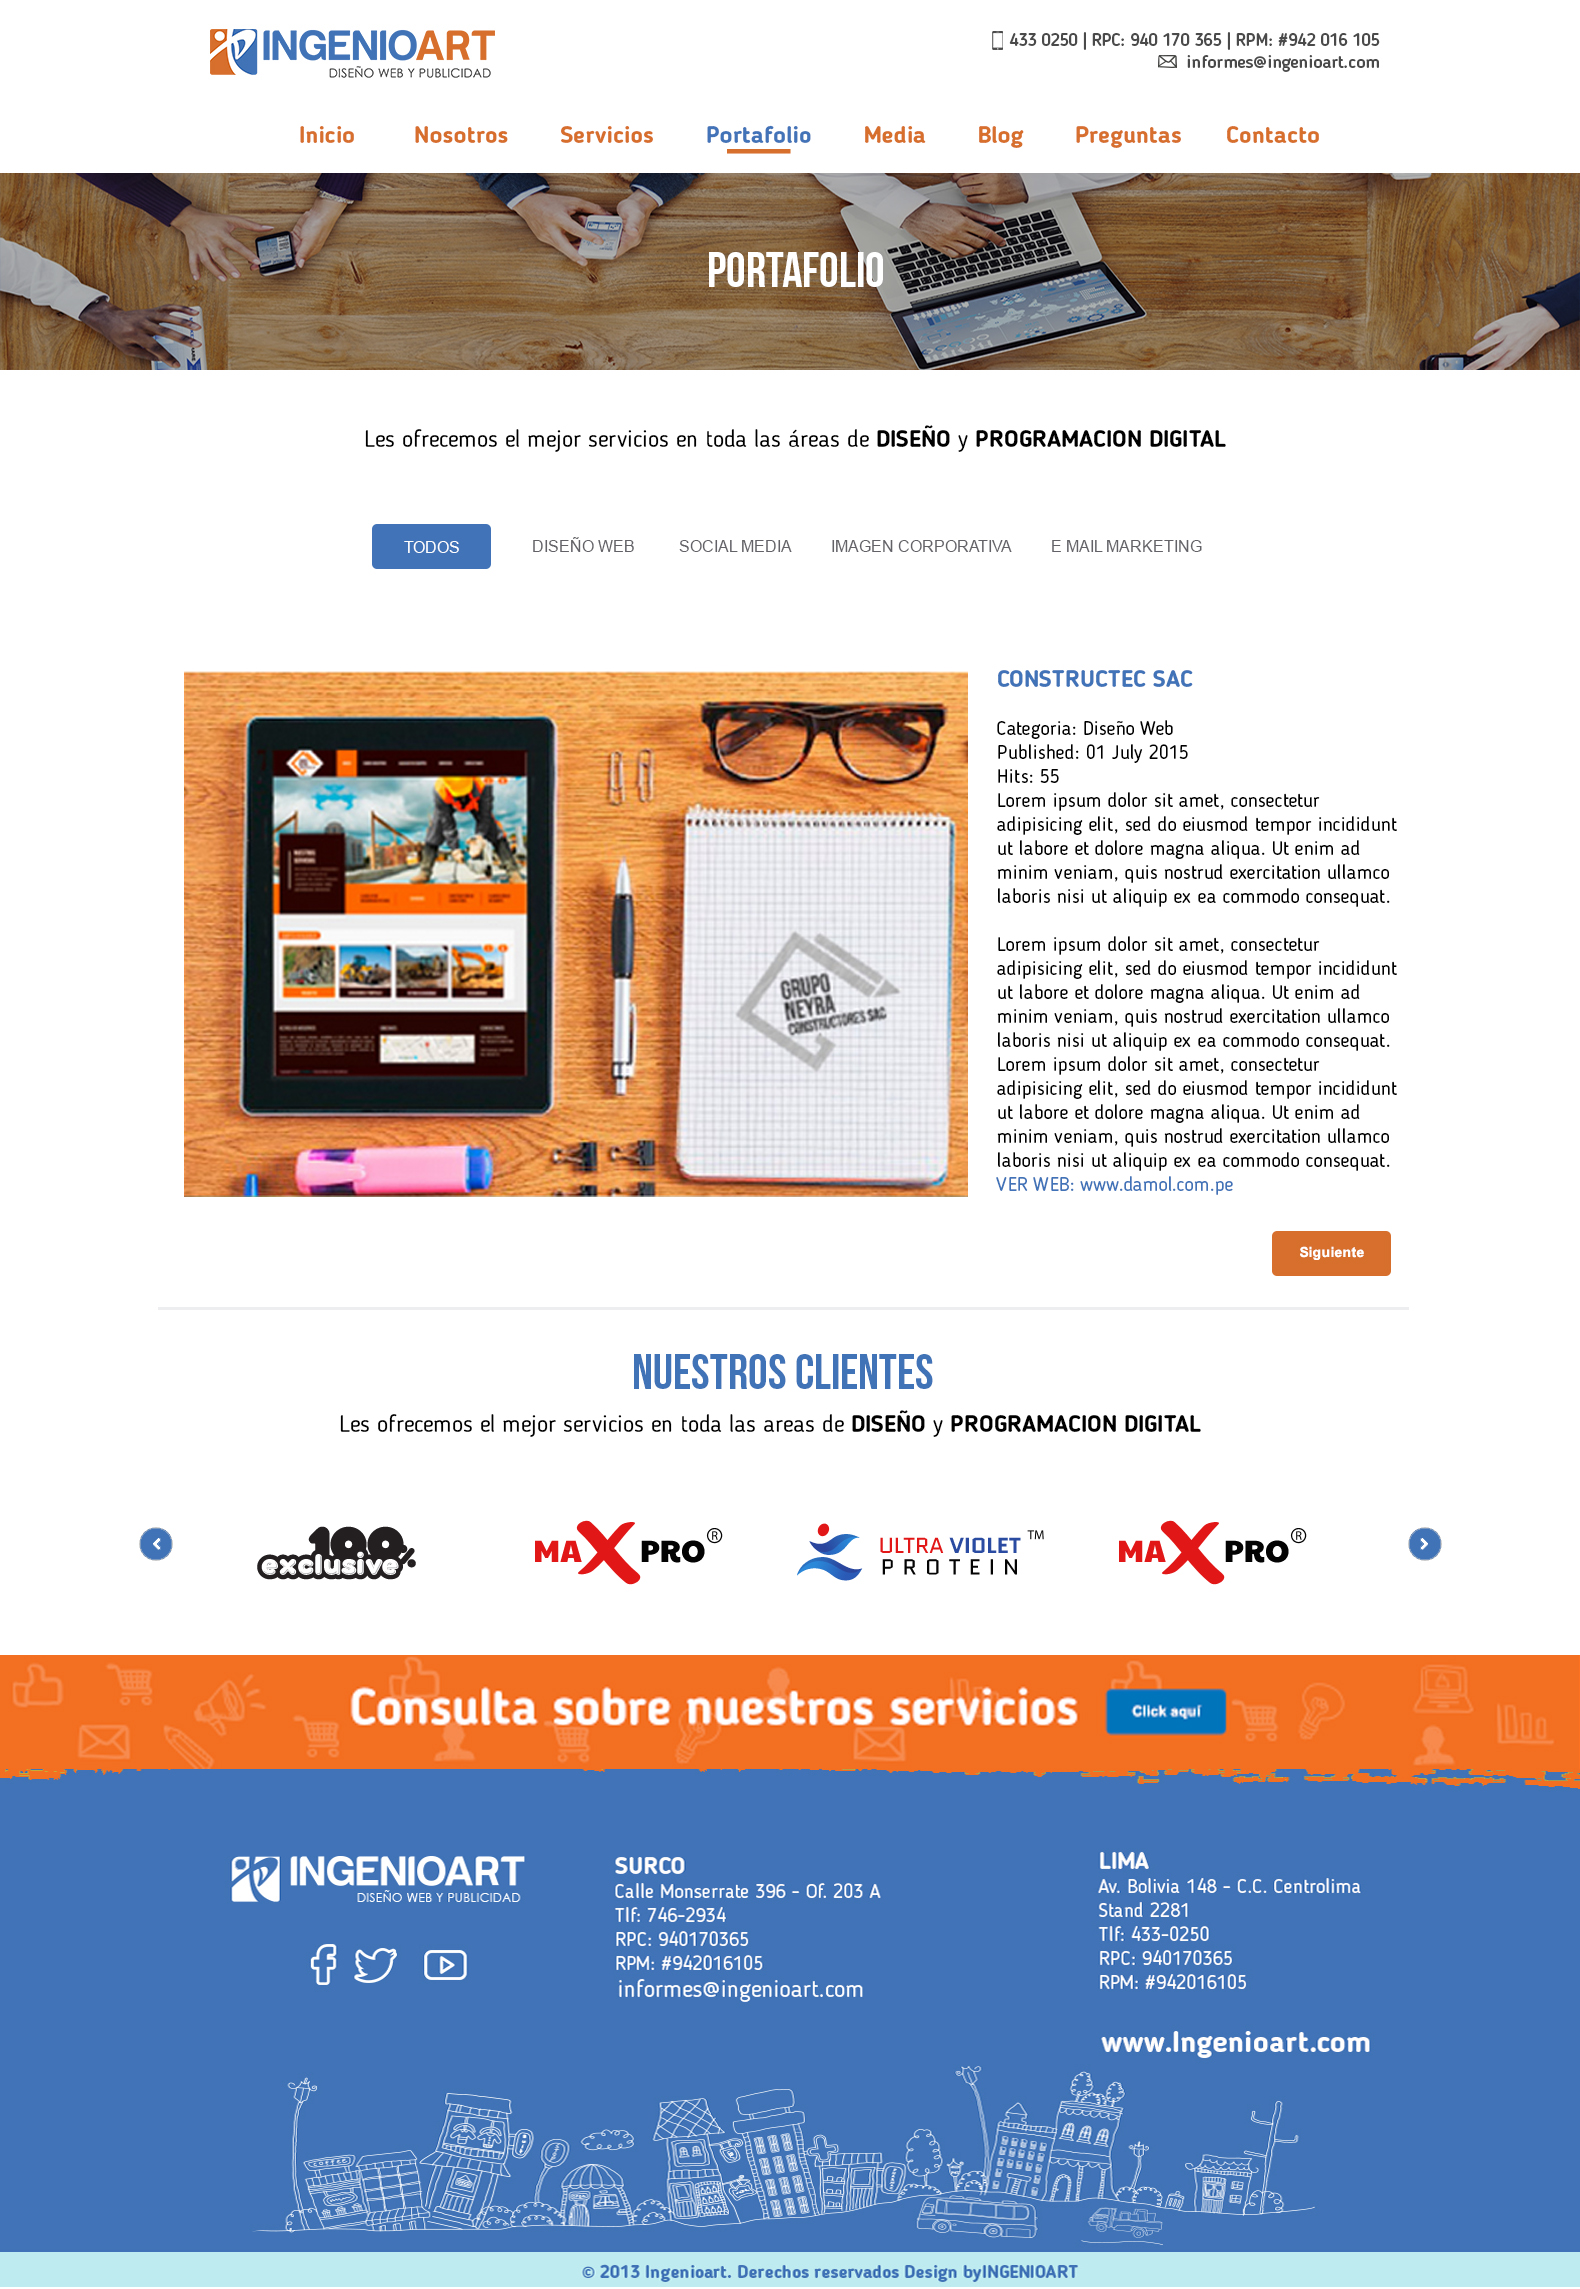 INGENIOART
DISEÑO WEB Y PUBLICIDAD
433 0250 | RPC: 940 170 365 | RPM: #942 016 105
informes@ingenioart.com
Inicio Nosotros Servicios Portafolio Media Blog Preguntas Contacto
PORTAFOLIO
Les ofrecemos el mejor servicios en toda las áreas de DISEÑO y PROGRAMACION DIGITAL
TODOS DISEÑO WEB SOCIAL MEDIA IMAGEN CORPORATIVA E MAIL MARKETING
GRUPO
NEYRA
CONSTRUCTORES SAC
CONSTRUCTEC SAC
Categoria: Diseño Web
Published: 01 July 2015
Hits: 55
Lorem ipsum dolor sit amet, consectetur
adipisicing elit, sed do eiusmod tempor incididunt
ut labore et dolore magna aliqua. Ut enim ad
minim veniam, quis nostrud exercitation ullamco
laboris nisi ut aliquip ex ea commodo consequat.
Lorem ipsum dolor sit amet, consectetur
adipisicing elit, sed do eiusmod tempor incididunt
ut labore et dolore magna aliqua. Ut enim ad
minim veniam, quis nostrud exercitation ullamco
laboris nisi ut aliquip ex ea commodo consequat.
Lorem ipsum dolor sit amet, consectetur
adipisicing elit, sed do eiusmod tempor incididunt
ut labore et dolore magna aliqua. Ut enim ad
minim veniam, quis nostrud exercitation ullamco
laboris nisi ut aliquip ex ea commodo consequat.
VER WEB: www.damol.com.pe
Siguiente
NUESTROS CLIENTES
Les ofrecemos el mejor servicios en toda las areas de DISEÑO y PROGRAMACION DIGITAL
100%
exclusive
MAXPRO®
ULTRA VIOLET ™
PROTEIN
MAXPRO®
Consulta sobre nuestros servicios
Click aquí
INGENIOART
DISEÑO WEB Y PUBLICIDAD
SURCO
Calle Monserrate 396 - Of. 203 A
Tlf: 746-2934
RPC: 940170365
RPM: #942016105
informes@ingenioart.com
LIMA
Av. Bolivia 148 - C.C. Centrolima
Stand 2281
Tlf: 433-0250
RPC: 940170365
RPM: #942016105
www.Ingenioart.com
© 2013 Ingenioart. Derechos reservados Design byINGENIOART